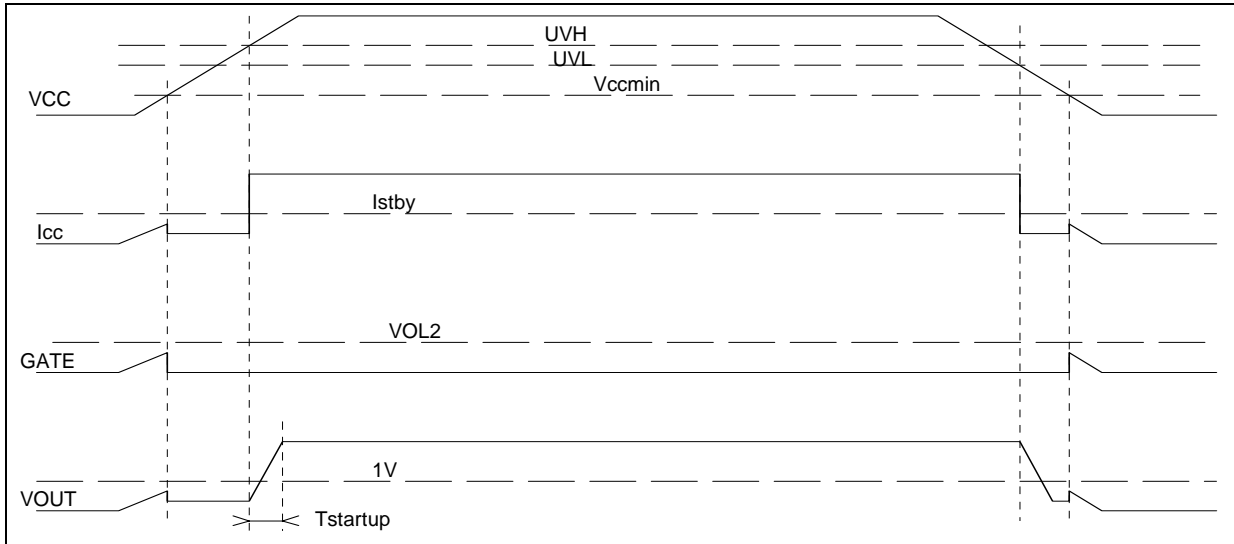 UVH
UVL
Vccmin
VCC
Istby
Icc
VOL2
GATE
1V
VOUT
Tstartup